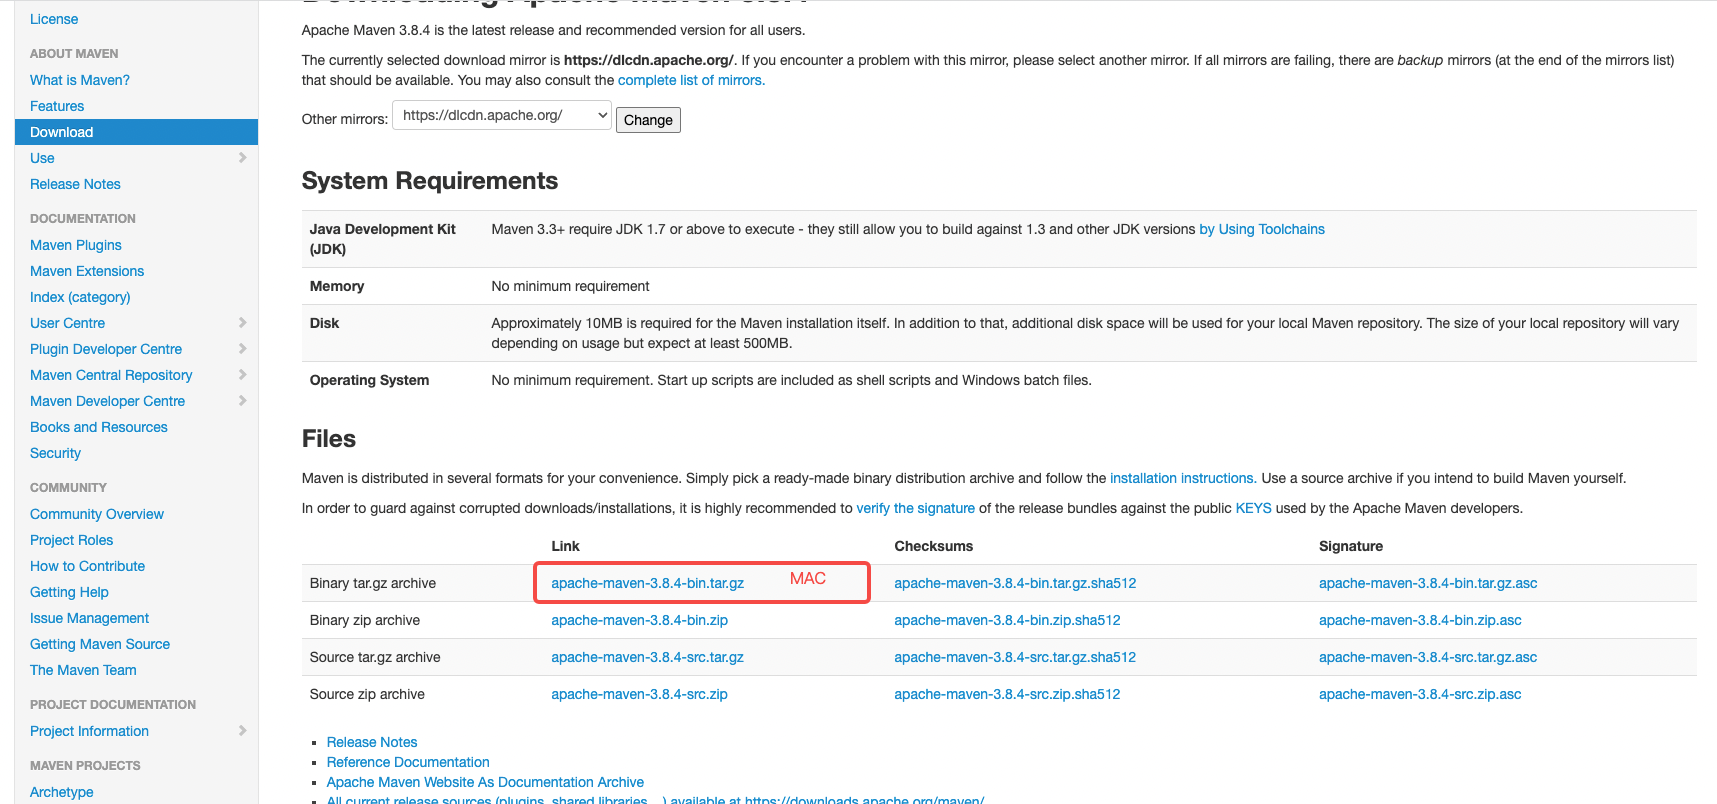 License
ABOUT MAVEN
What is Maven?
Features
Download
Use
Release Notes
DOCUMENTATION
Maven Plugins
Maven Extensions
Index (category)
User Centre
Plugin Developer Centre
Maven Central Repository
Maven Developer Centre
Books and Resources
Security
COMMUNITY
Community Overview
Project Roles
How to Contribute
Getting Help
Issue Management
Getting Maven Source
The Maven Team
PROJECT DOCUMENTATION
Project Information
MAVEN PROJECTS
Archetype
Downloading Apache Maven 3.8.4
Apache Maven 3.8.4 is the latest release and recommended version for all users.
The currently selected download mirror is https://dlcdn.apache.org/. If you encounter a problem with this mirror, please select another mirror. If all mirrors are failing, there are backup mirrors (at the end of the mirrors list)
that should be available. You may also consult the complete list of mirrors.
Other mirrors: https://dlcdn.apache.org/ Change
System Requirements
Java Development Kit Maven 3.3+ require JDK 1.7 or above to execute - they still allow you to build against 1.3 and other JDK versions by Using Toolchains
(JDK)
Memory No minimum requirement
Disk Approximately 10MB is required for the Maven installation itself. In addition to that, additional disk space will be used for your local Maven repository. The size of your local repository will vary
depending on usage but expect at least 500MB.
Operating System No minimum requirement. Start up scripts are included as shell scripts and Windows batch files.
Files
Maven is distributed in several formats for your convenience. Simply pick a ready-made binary distribution archive and follow the installation instructions. Use a source archive if you intend to build Maven yourself.
In order to guard against corrupted downloads/installations, it is highly recommended to verify the signature of the release bundles against the public KEYS used by the Apache Maven developers.
Link Checksums Signature
Binary tar.gz archive apache-maven-3.8.4-bin.tar.gz MAC apache-maven-3.8.4-bin.tar.gz.sha512 apache-maven-3.8.4-bin.tar.gz.asc
Binary zip archive apache-maven-3.8.4-bin.zip apache-maven-3.8.4-bin.zip.sha512 apache-maven-3.8.4-bin.zip.asc
Source tar.gz archive apache-maven-3.8.4-src.tar.gz apache-maven-3.8.4-src.tar.gz.sha512 apache-maven-3.8.4-src.tar.gz.asc
Source zip archive apache-maven-3.8.4-src.zip apache-maven-3.8.4-src.zip.sha512 apache-maven-3.8.4-src.zip.asc
Release Notes
Reference Documentation
Apache Maven Website As Documentation Archive
All current release sources (plugins, shared libraries,...) available at https://downloads.apache.org/maven/